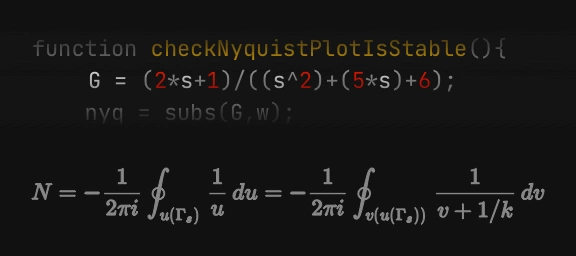 function checkNyquistPlotIsStable(){
G = (2*s+1)/((s^2)+(5*s)+6);
nyq = subs(G,w);
N = -\frac{1}{2\pi i} \oint_{u(\Gamma_s)} \frac{1}{u} du = -\frac{1}{2\pi i} \oint_{v(u(\Gamma_s))} \frac{1}{v+1/k} dv